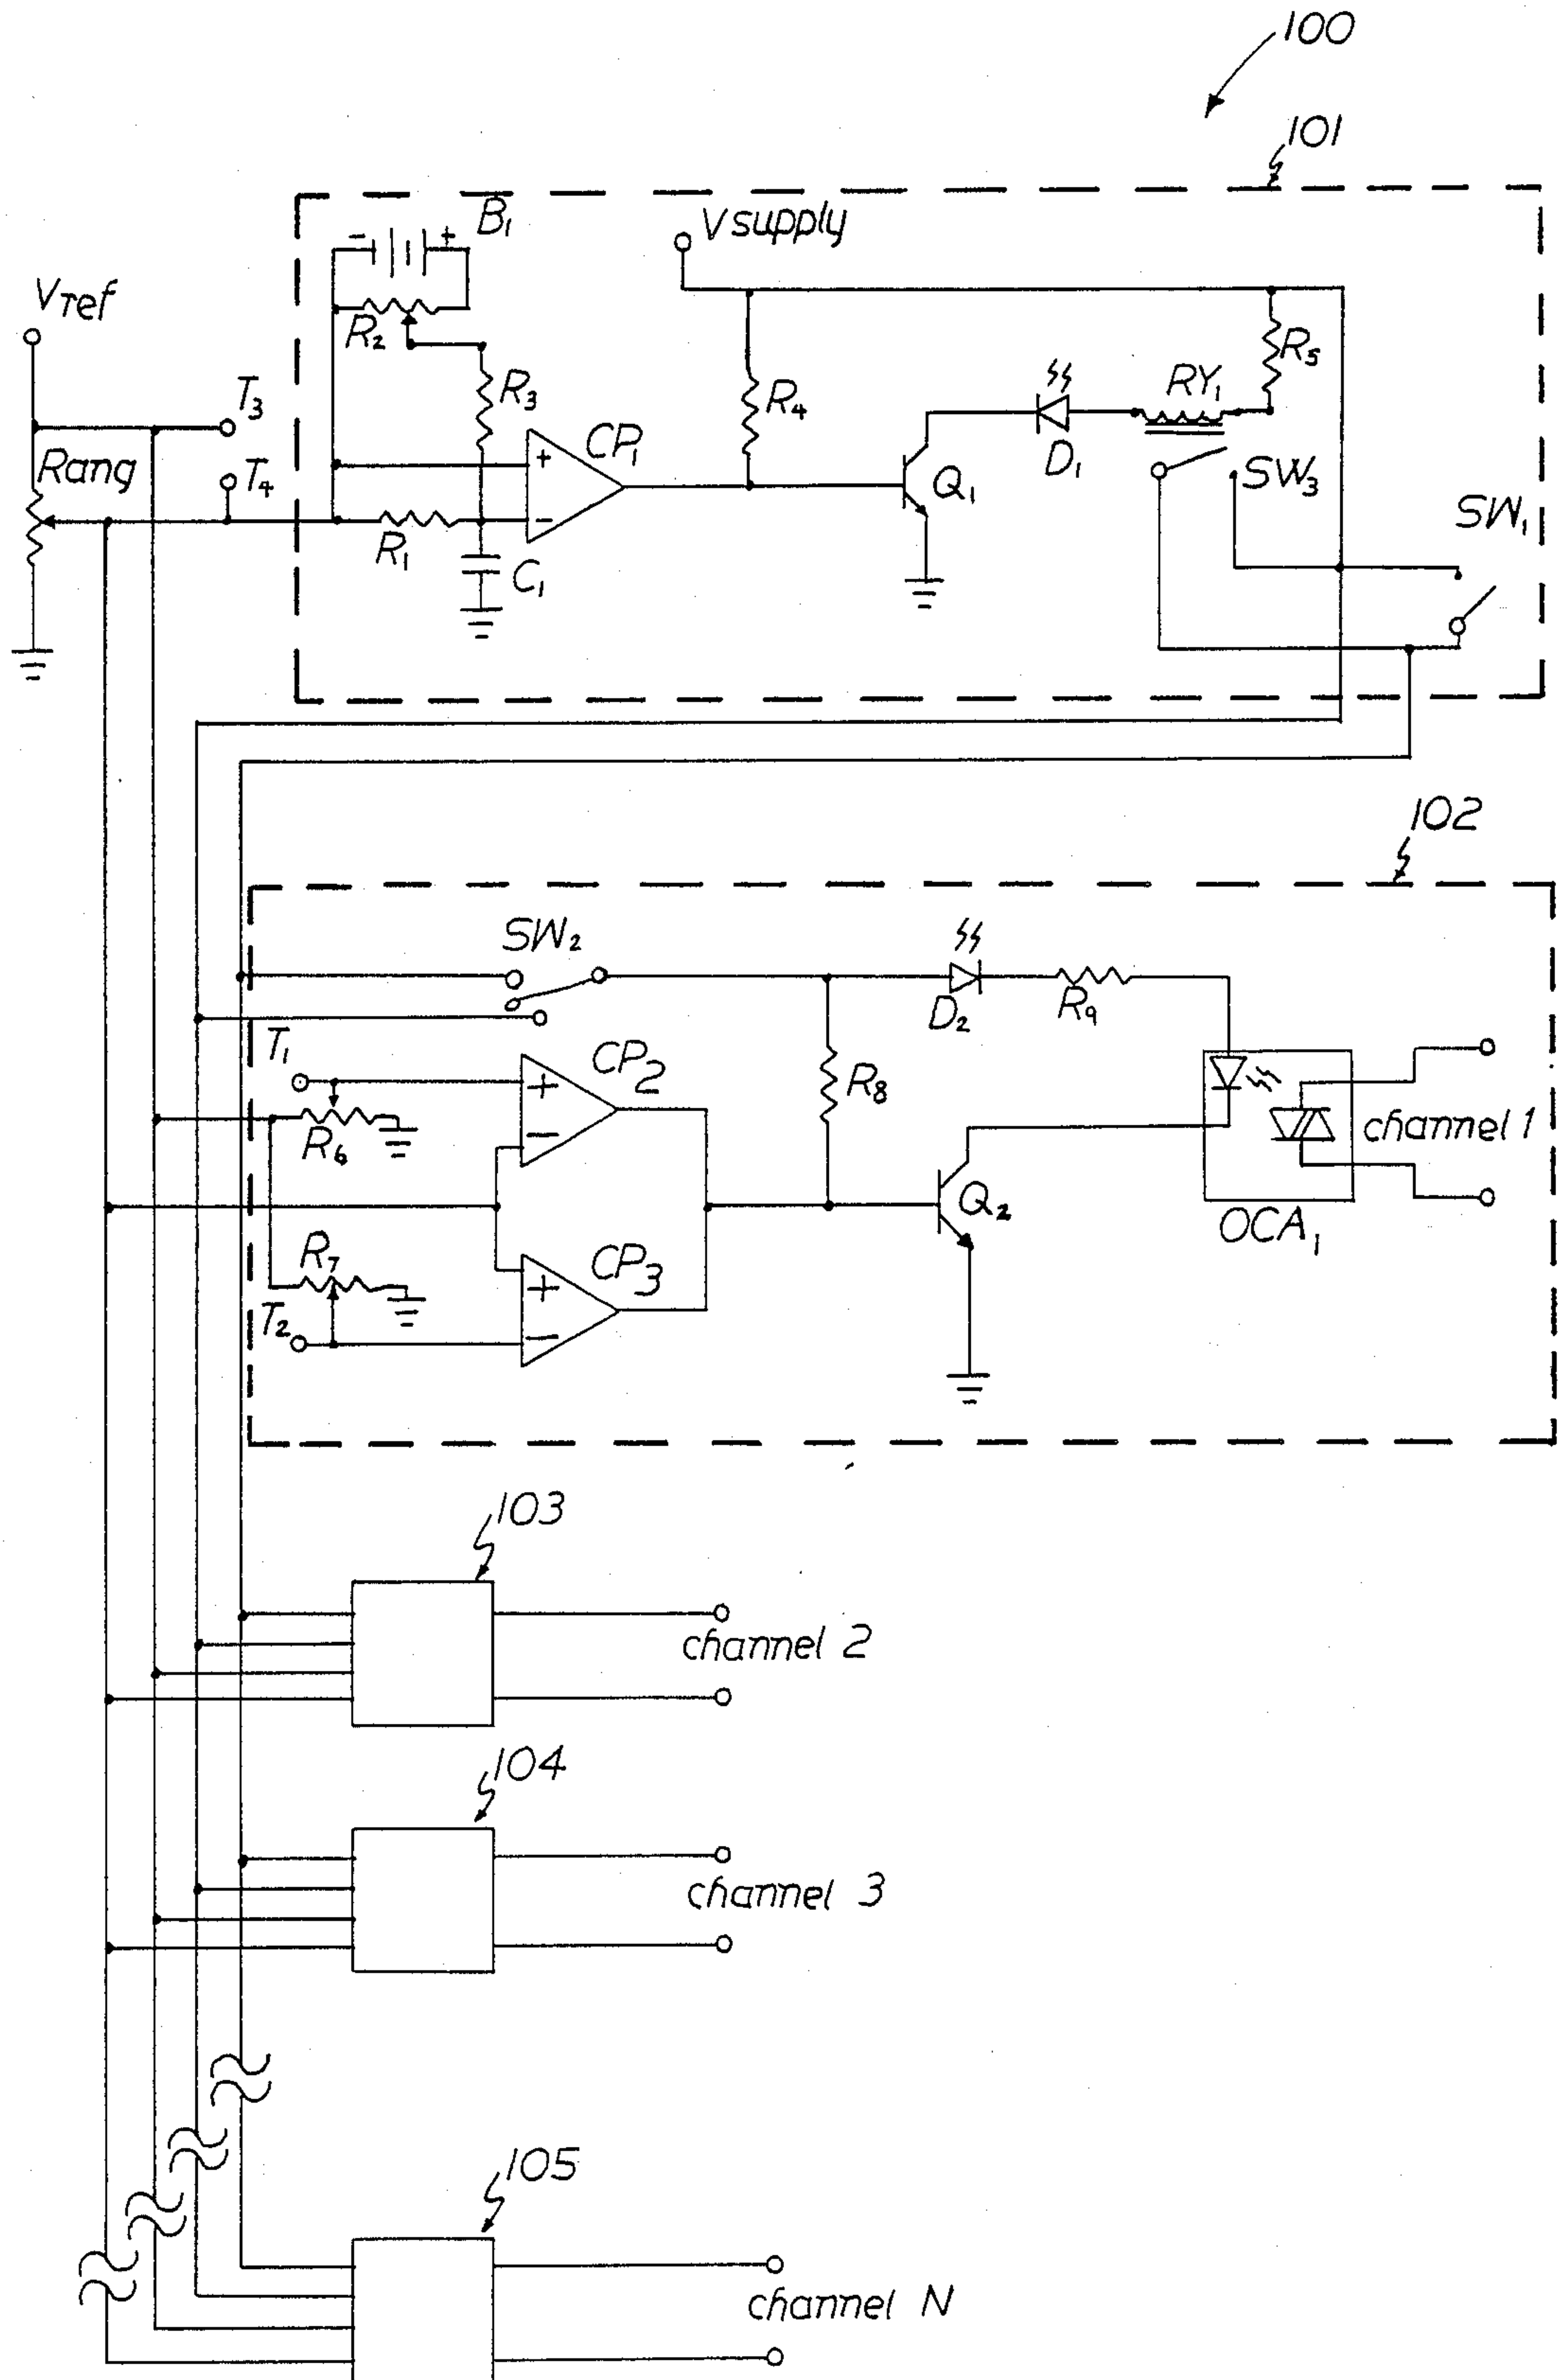 100
101
B₁
- +
Vsupply
Vref
T₃
R₂
R₅
R₃
R₄
RY₁
CP₁
Rang
T₄
+
D₁
Q₁
SW₃
SW₁
-
R₁
C₁
102
SW₂
D₂
R₉
T₁
CP₂
+
R₈
R₆
-
channel 1
Q₂
OCA₁
R₇
CP₃
+
T₂
-
103
channel 2
104
channel 3
105
channel N